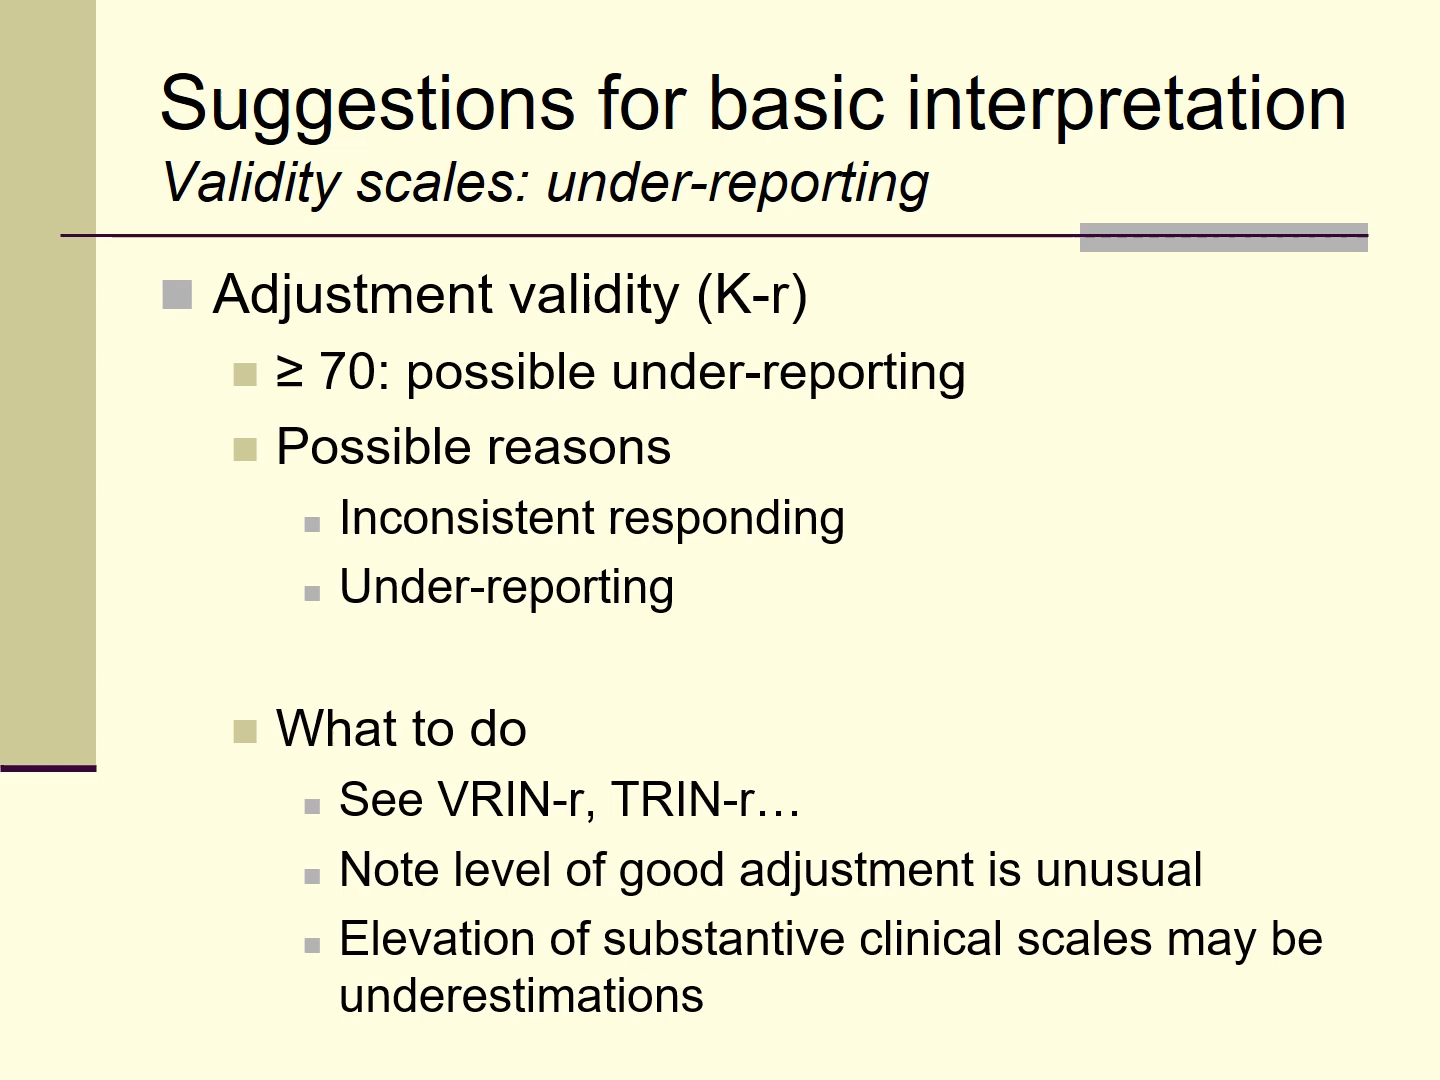 Suggestions for basic interpretation
Validity scales: under-reporting
Adjustment validity (K-r)
≥ 70: possible under-reporting
Possible reasons
Inconsistent responding
Under-reporting
What to do
See VRIN-r, TRIN-r…
Note level of good adjustment is unusual
Elevation of substantive clinical scales may be
underestimations